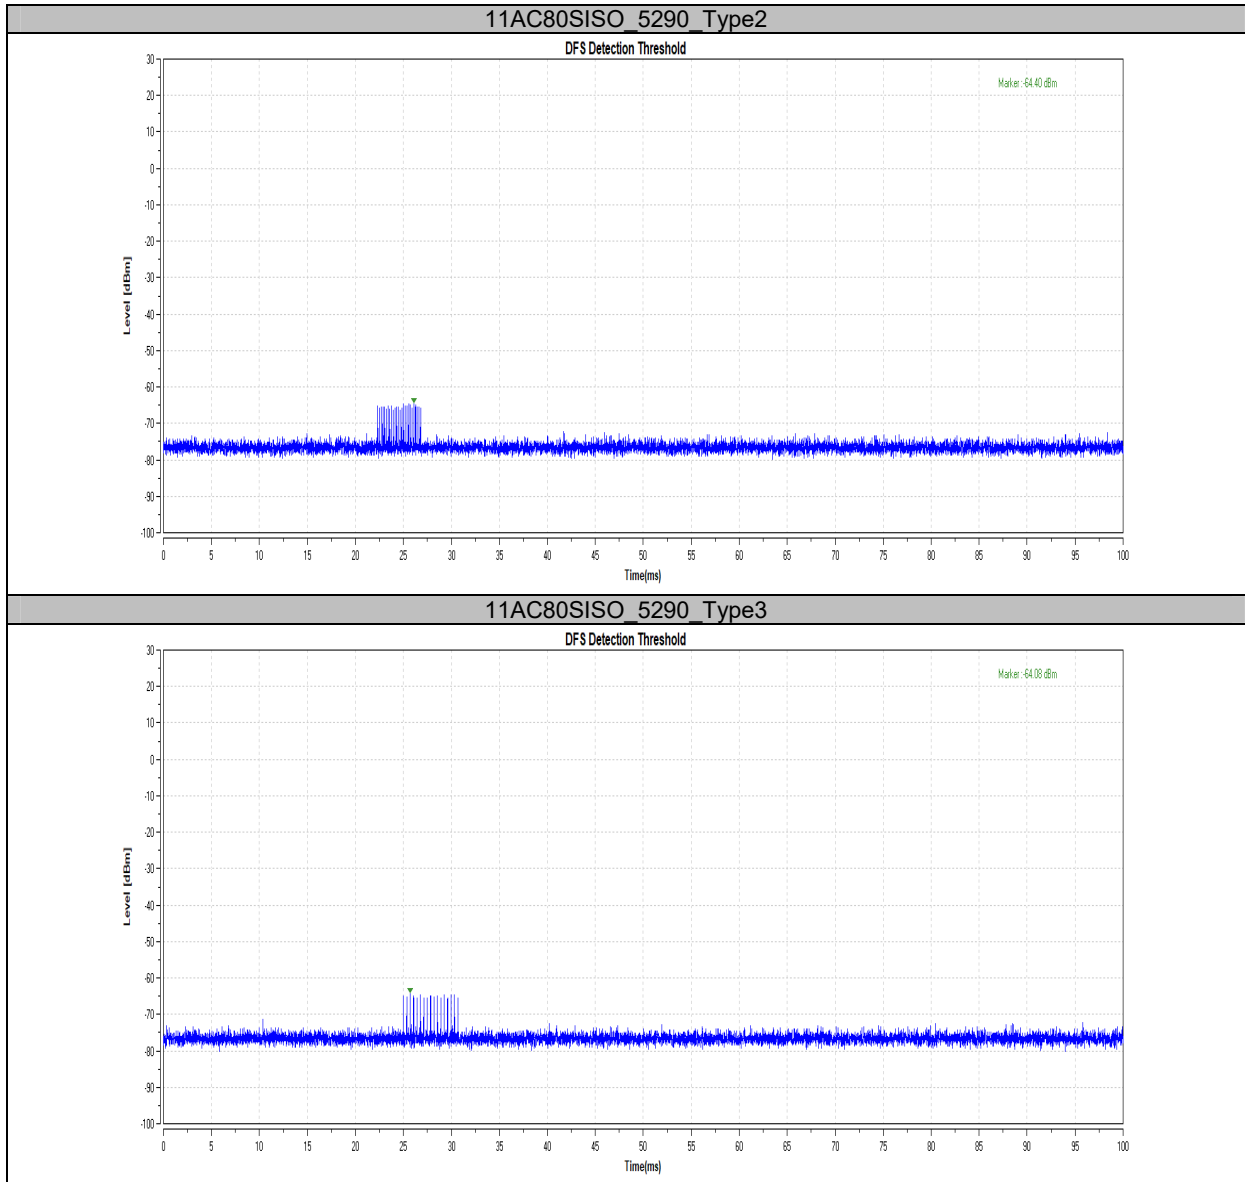 11AC80SISO_5290_Type2
DFS Detection Threshold
Marker :-64.40 dBm
30
20
10
0
-10
-20
-30
-40
-50
-60
-70
-80
-90
-100
Level [dBm]
0 5 10 15 20 25 30 35 40 45 50 55 60 65 70 75 80 85 90 95 100
Time(ms)
11AC80SISO_5290_Type3
DFS Detection Threshold
Marker :-64.08 dBm
30
20
10
0
-10
-20
-30
-40
-50
-60
-70
-80
-90
-100
Level [dBm]
0 5 10 15 20 25 30 35 40 45 50 55 60 65 70 75 80 85 90 95 100
Time(ms)